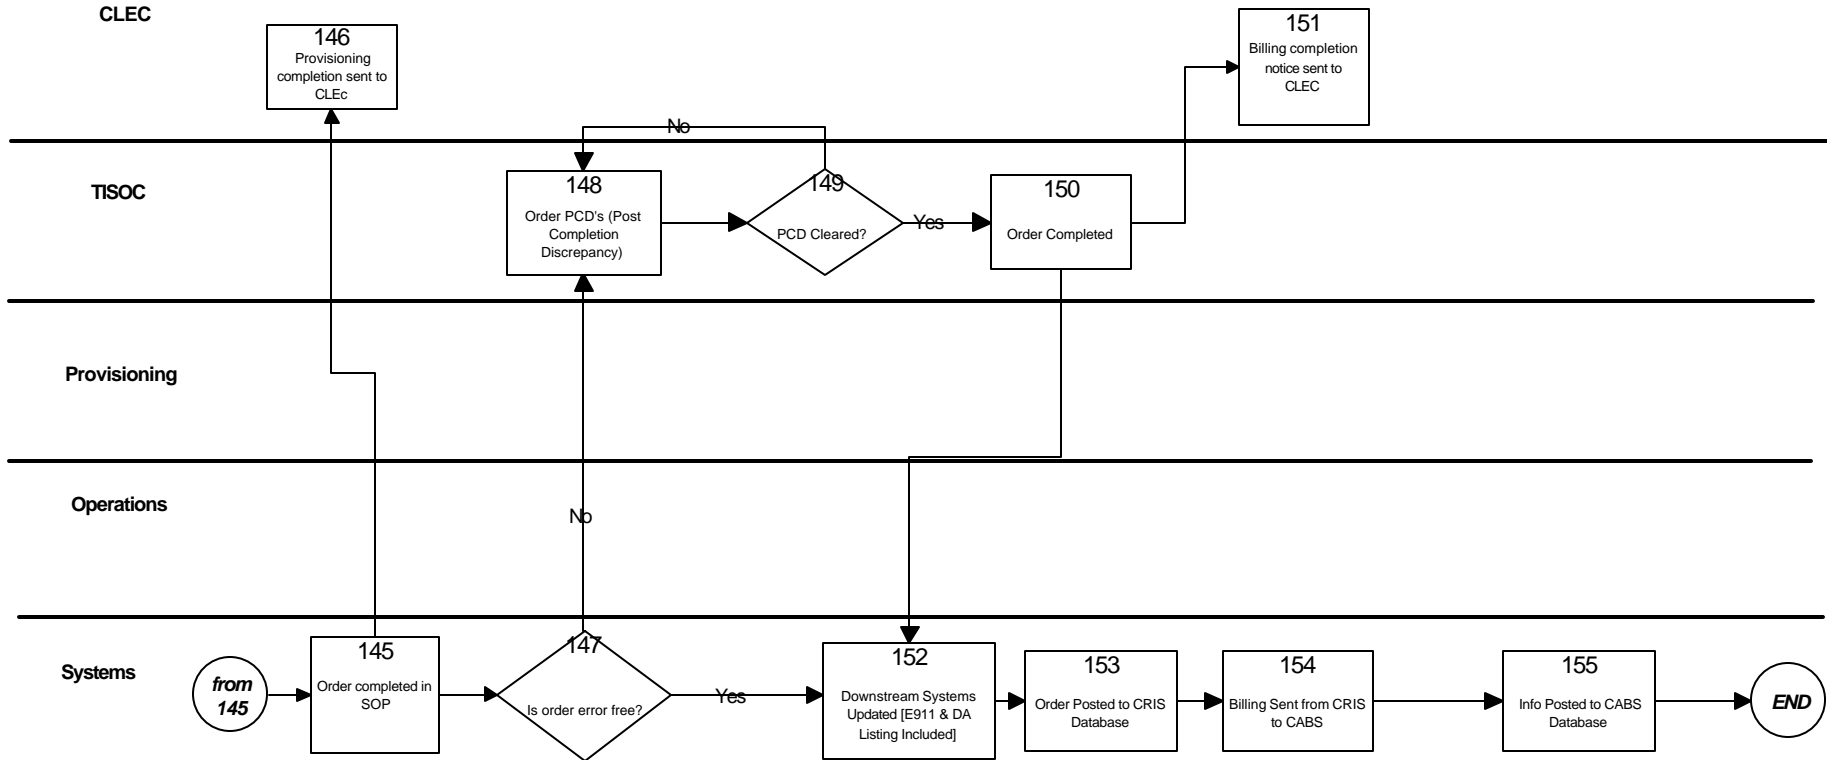 CLEC
146
Provisioning
completion sent to
CLEc
151
Billing completion
notice sent to
CLEC
No
TISOC
148
Order PCD's (Post
Completion
Discrepancy)
149
PCD Cleared?
Yes
150
Order Completed
Provisioning
Operations
No
Systems
from
145
145
Order completed in
SOP
147
Is order error free?
Yes
152
Downstream Systems
Updated [E911 & DA
Listing Included]
153
Order Posted to CRIS
Database
154
Billing Sent from CRIS
to CABS
155
Info Posted to CABS
Database
END